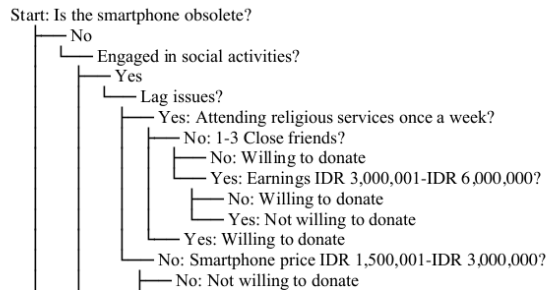 Start: Is the smartphone obsolete?
No
Engaged in social activities?
Yes
Lag issues?
Yes: Attending religious services once a week?
No: 1-3 Close friends?
No: Willing to donate
Yes: Earnings IDR 3,000,001-IDR 6,000,000?
No: Willing to donate
Yes: Not willing to donate
Yes: Willing to donate
No: Smartphone price IDR 1,500,001-IDR 3,000,000?
No: Not willing to donate